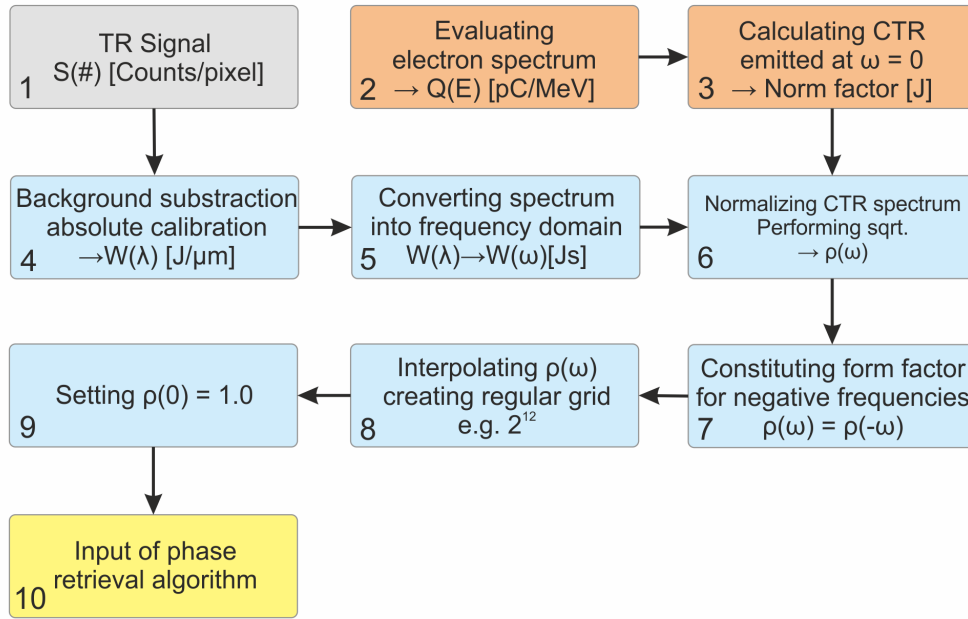 TR Signal
S(#) [Counts/pixel]
1
Evaluating
electron spectrum
→ Q(E) [pC/MeV]
2
Calculating CTR
emitted at ω = 0
→ Norm factor [J]
3
Background substraction
absolute calibration
→W(λ) [J/µm]
4
Converting spectrum
into frequency domain
W(λ)→W(ω)[Js]
5
Normalizing CTR spectrum
Performing sqrt.
→ ρ(ω)
6
Constituting form factor
for negative frequencies
ρ(ω) = ρ(-ω)
7
Interpolating ρ(ω)
creating regular grid
e.g. 2¹²
8
Setting ρ(0) = 1.0
9
Input of phase
retrieval algorithm
10